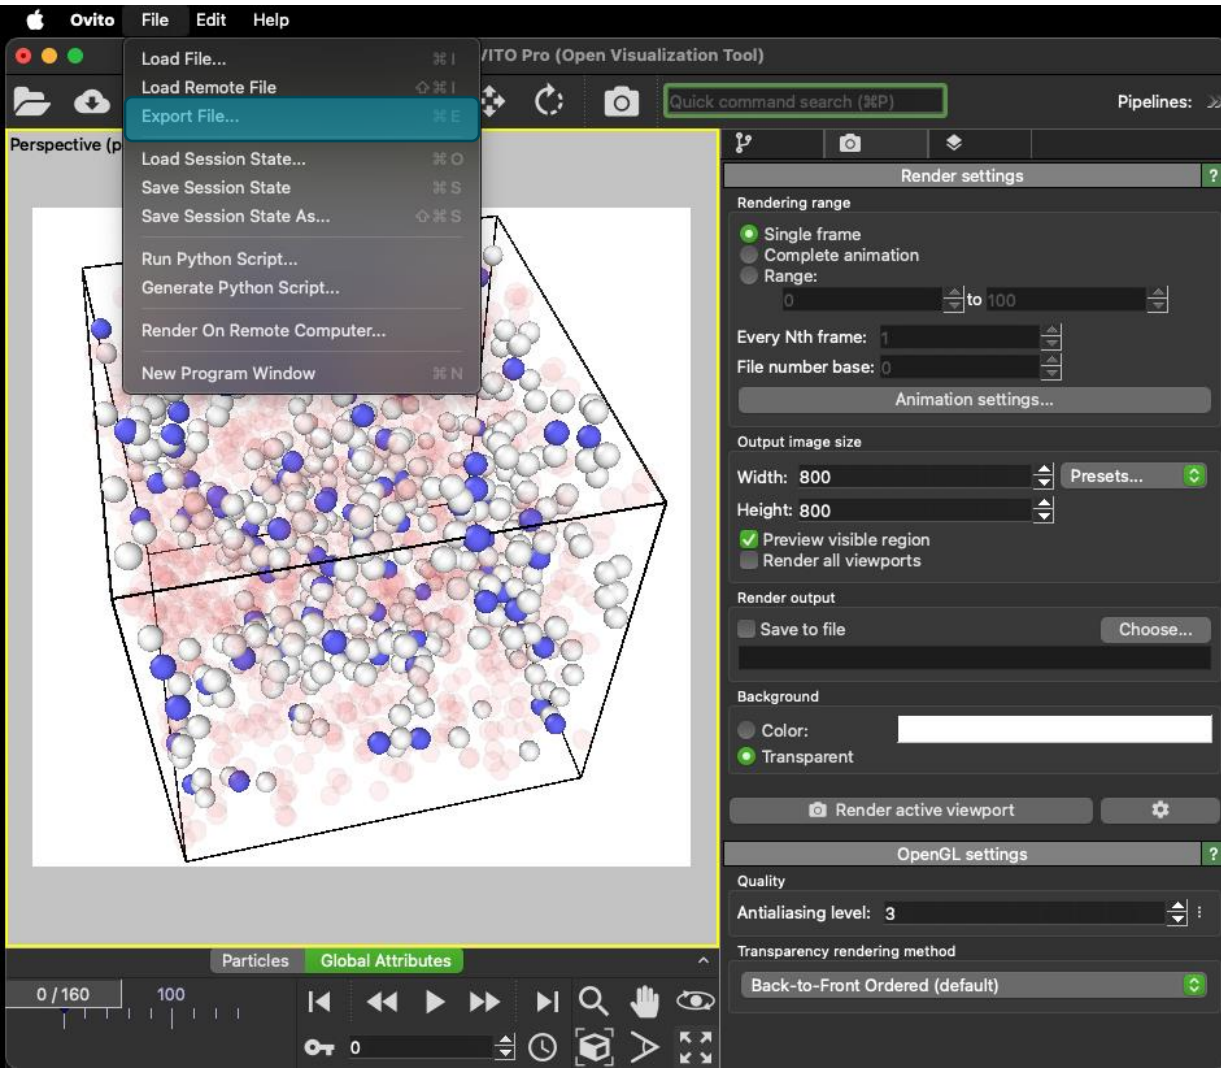 Ovito File Edit Help
VITO Pro (Open Visualization Tool)
Load File... ⌘ I
Load Remote File ⇧ ⌘ I
Export File... ⌘ E
Load Session State... ⌘ O
Save Session State ⌘ S
Save Session State As... ⇧ ⌘ S
Run Python Script...
Generate Python Script...
Render On Remote Computer...
New Program Window ⌘ N
Quick command search (⌘P)
Pipelines:
Perspective (p
Render settings ?
Rendering range
Single frame
Complete animation
Range:
0 to 100
Every Nth frame: 1
File number base: 0
Animation settings...
Output image size
Width: 800 Presets...
Height: 800
Preview visible region
Render all viewports
Render output
Save to file Choose...
Background
Color:
Transparent
Render active viewport
OpenGL settings ?
Quality
Antialiasing level: 3
Transparency rendering method
Back-to-Front Ordered (default)
Particles Global Attributes
0 / 160 100
0